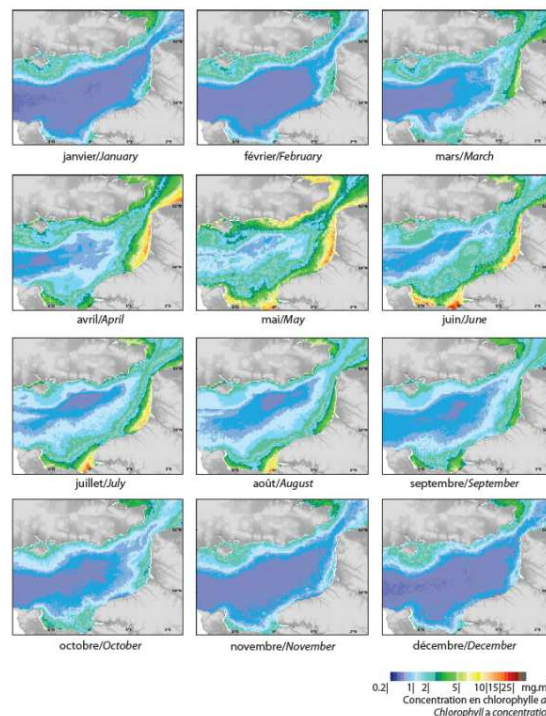 janvier/January février/February mars/March
avril/April mai/May juin/June
juillet/July août/August septembre/September
octobre/October novembre/November décembre/December
0.2| 1| 2| 5| 10|15|25| mg.m
Concentration en chlorophylle a
Chlorophyll a concentratio